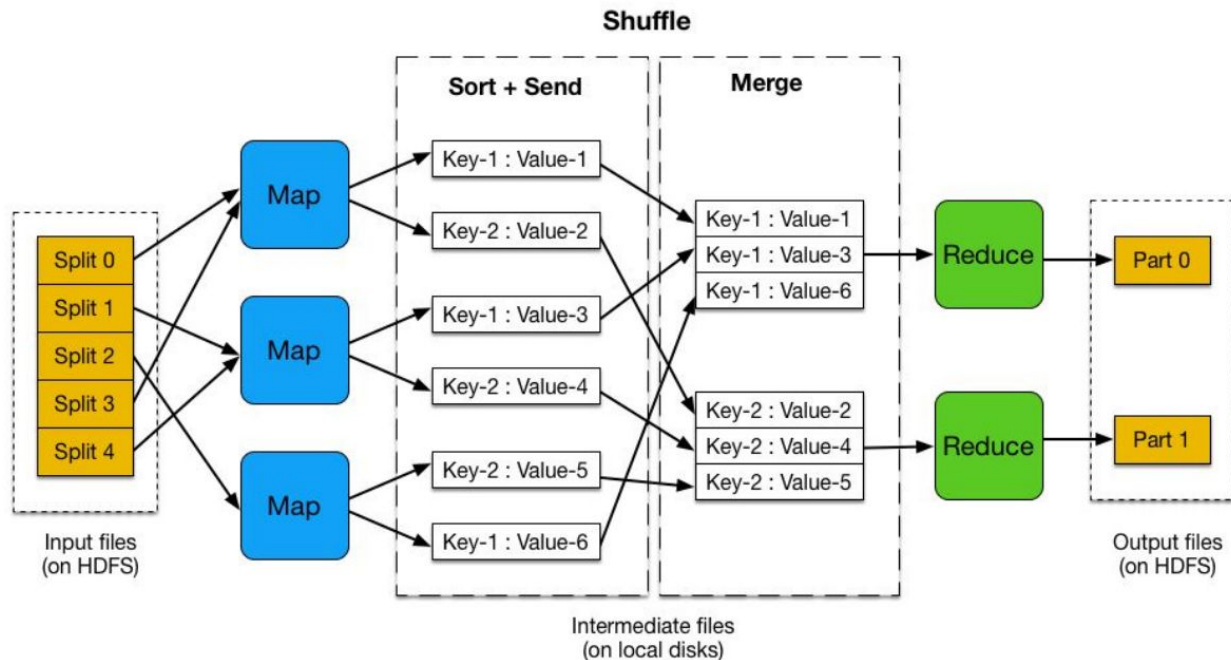 Shuffle
Sort + Send
Merge
Split 0
Split 1
Split 2
Split 3
Split 4
Input files
(on HDFS)
Map
Map
Map
Key-1 : Value-1
Key-2 : Value-2
Key-1 : Value-3
Key-2 : Value-4
Key-2 : Value-5
Key-1 : Value-6
Key-1 : Value-1
Key-1 : Value-3
Key-1 : Value-6
Key-2 : Value-2
Key-2 : Value-4
Key-2 : Value-5
Intermediate files
(on local disks)
Reduce
Reduce
Part 0
Part 1
Output files
(on HDFS)